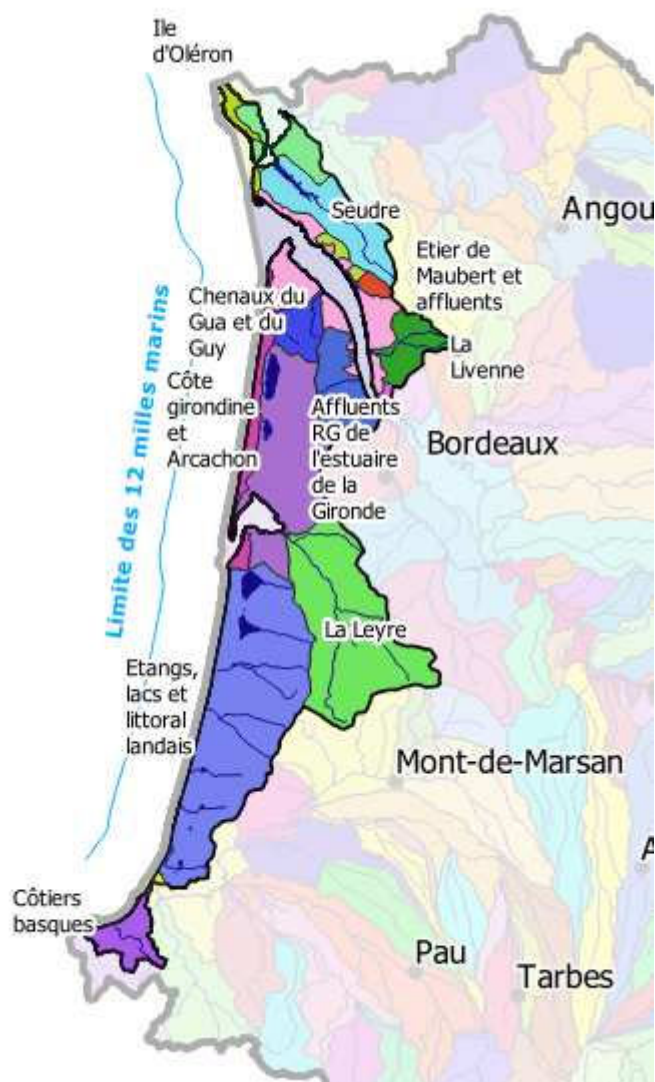 Ile
d'Oléron
Seudre
Angou
Etier de
Maubert et
affluents
Chenaux du
Gua et du
Guy
La
Livenne
Côte
girondine
et
Arcachon
Affluents
RG de
l'estuaire
de la
Gironde
Bordeaux
Limite des 12 milles marins
La Leyre
Etangs,
lacs et
littoral
landais
Mont-de-Marsan
A
Côtiers
basques
Pau
Tarbes